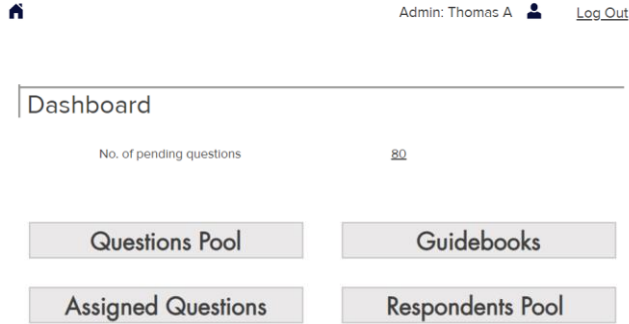 Admin: Thomas A Log Out
Dashboard
No. of pending questions 80
Questions Pool Guidebooks
Assigned Questions Respondents Pool